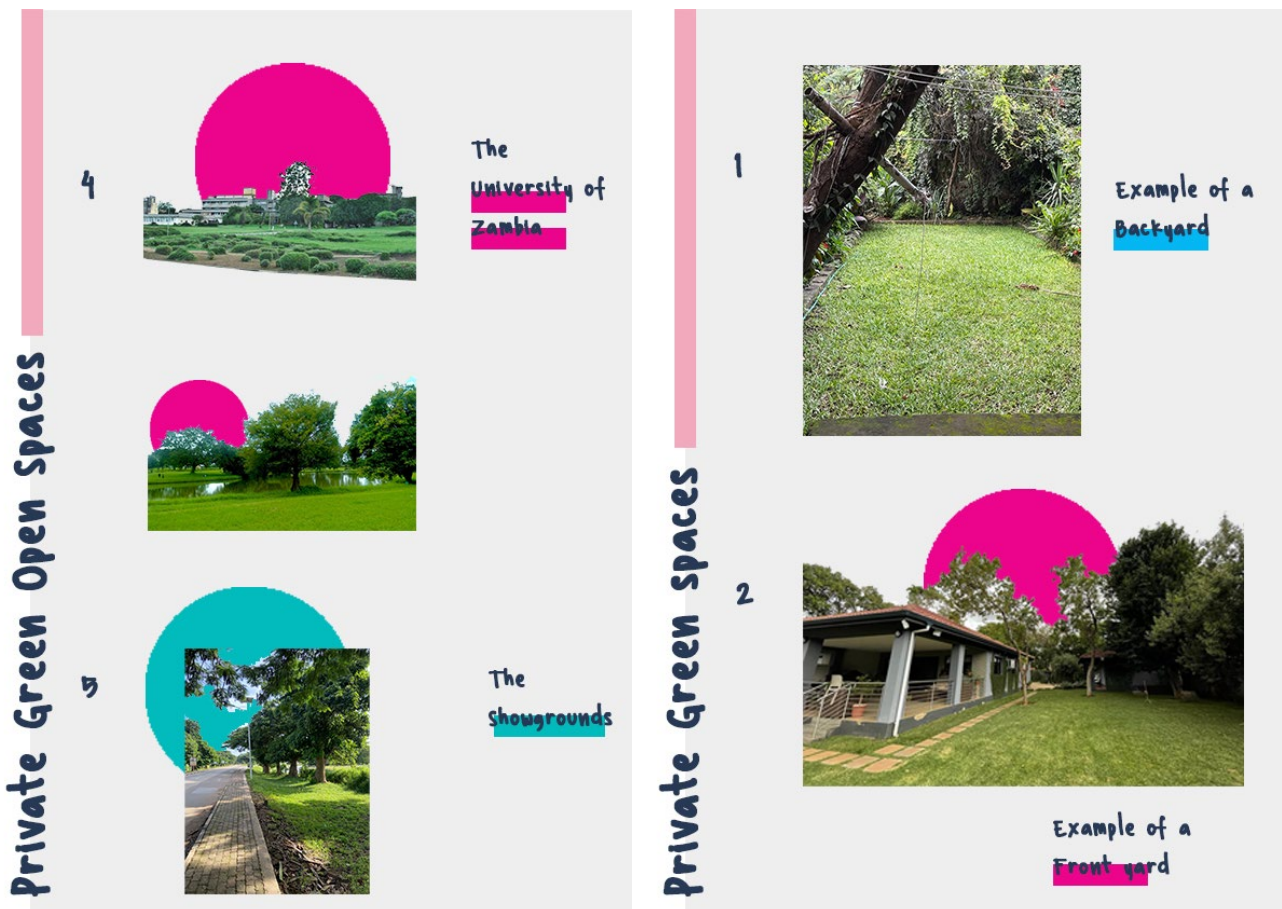 Private Green Open Spaces
4
The
University of
Zambia
5
The
Showgrounds
Private Green spaces
1
Example of a
Backyard
2
Example of a
Front yard